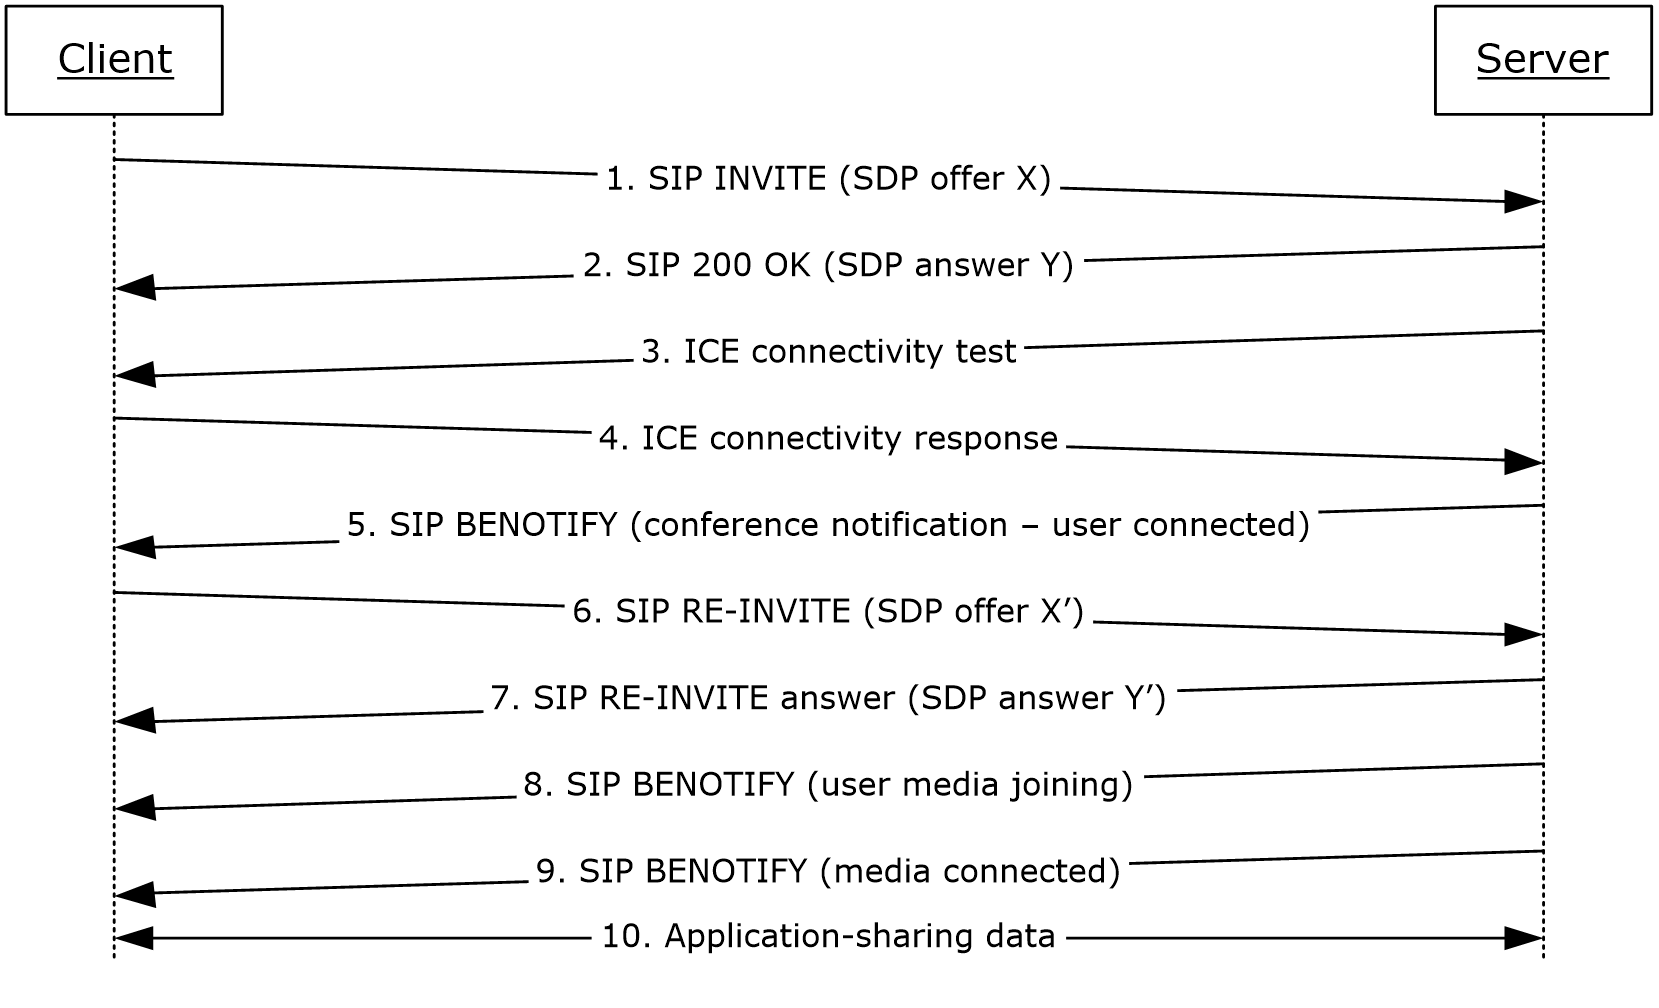 Client
Server
1. SIP INVITE (SDP offer X)
2. SIP 200 OK (SDP answer Y)
3. ICE connectivity test
4. ICE connectivity response
5. SIP BENOTIFY (conference notification – user connected)
6. SIP RE-INVITE (SDP offer X’)
7. SIP RE-INVITE answer (SDP answer Y’)
8. SIP BENOTIFY (user media joining)
9. SIP BENOTIFY (media connected)
10. Application-sharing data